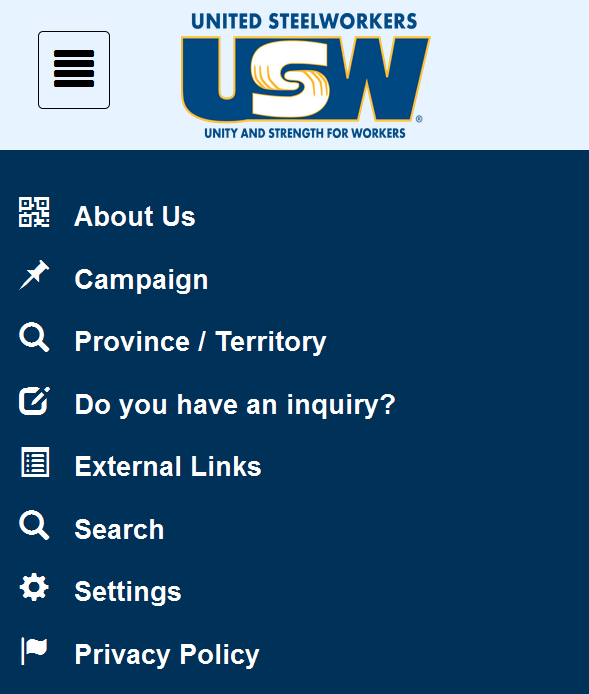 UNITED STEELWORKERS
USW®
UNITY AND STRENGTH FOR WORKERS
About Us
Campaign
Province / Territory
Do you have an inquiry?
External Links
Search
Settings
Privacy Policy